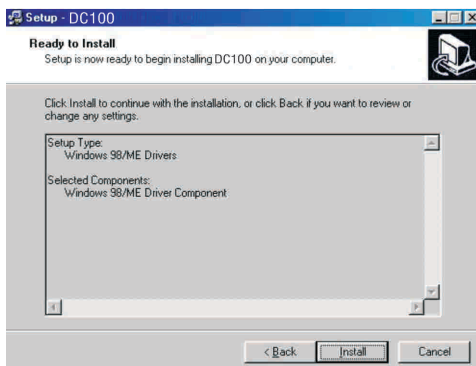 Setup - DC100
Ready to Install
Setup is now ready to begin installing DC100 on your computer.
Click Install to continue with the installation, or click Back if you want to review or
change any settings.
Setup Type:
Windows 98/ME Drivers
Selected Components:
Windows 98/ME Driver Component
< Back
Install
Cancel